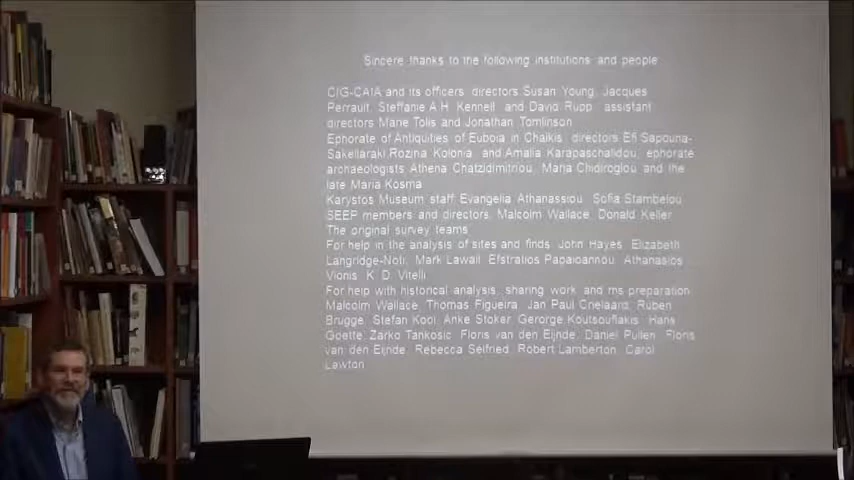 Sincere thanks to the following institutions and people
CIG-CAIA and its officers directors Susan Young, Jacques
Perrault, Steffanie A.H. Kennell, and David Rupp, assistant
directors Marie Tolis and Jonathan Tomlinson
Ephorate of Antiquities of Euboia in Chalkis, directors Efi Sapouna-
Sakellaraki Rozina Kolonia and Amalia Karapaschalidou, ephorate
archaeologists Athena Chatzidimitriou, Maria Chidiroglou and the
late Maria Kosma
Karystos Museum staff Evangelia Athanassiou, Sofia Stambelou
SEEP members and directors, Malcolm Wallace, Donald Keller
The original survey teams
For help in the analysis of sites and finds, John Hayes, Elizabeth
Langridge-Noti, Mark Lawall, Efstratios Papaioannou, Athanasios
Vionis, K.D. Vitelli
For help with historical analysis, sharing work and ms preparation
Malcolm Wallace, Thomas Figueira, Jan Paul Crielaard, Ruben
Brugge, Stefan Kooi, Anke Stoker, Gerorge Koutsouflakis, Hans
Goette, Zarko Tankosic, Floris van den Eijnde, Daniel Pullen, Floris
van den Eijnde, Rebecca Seifried, Robert Lamberton, Carol
Lawton